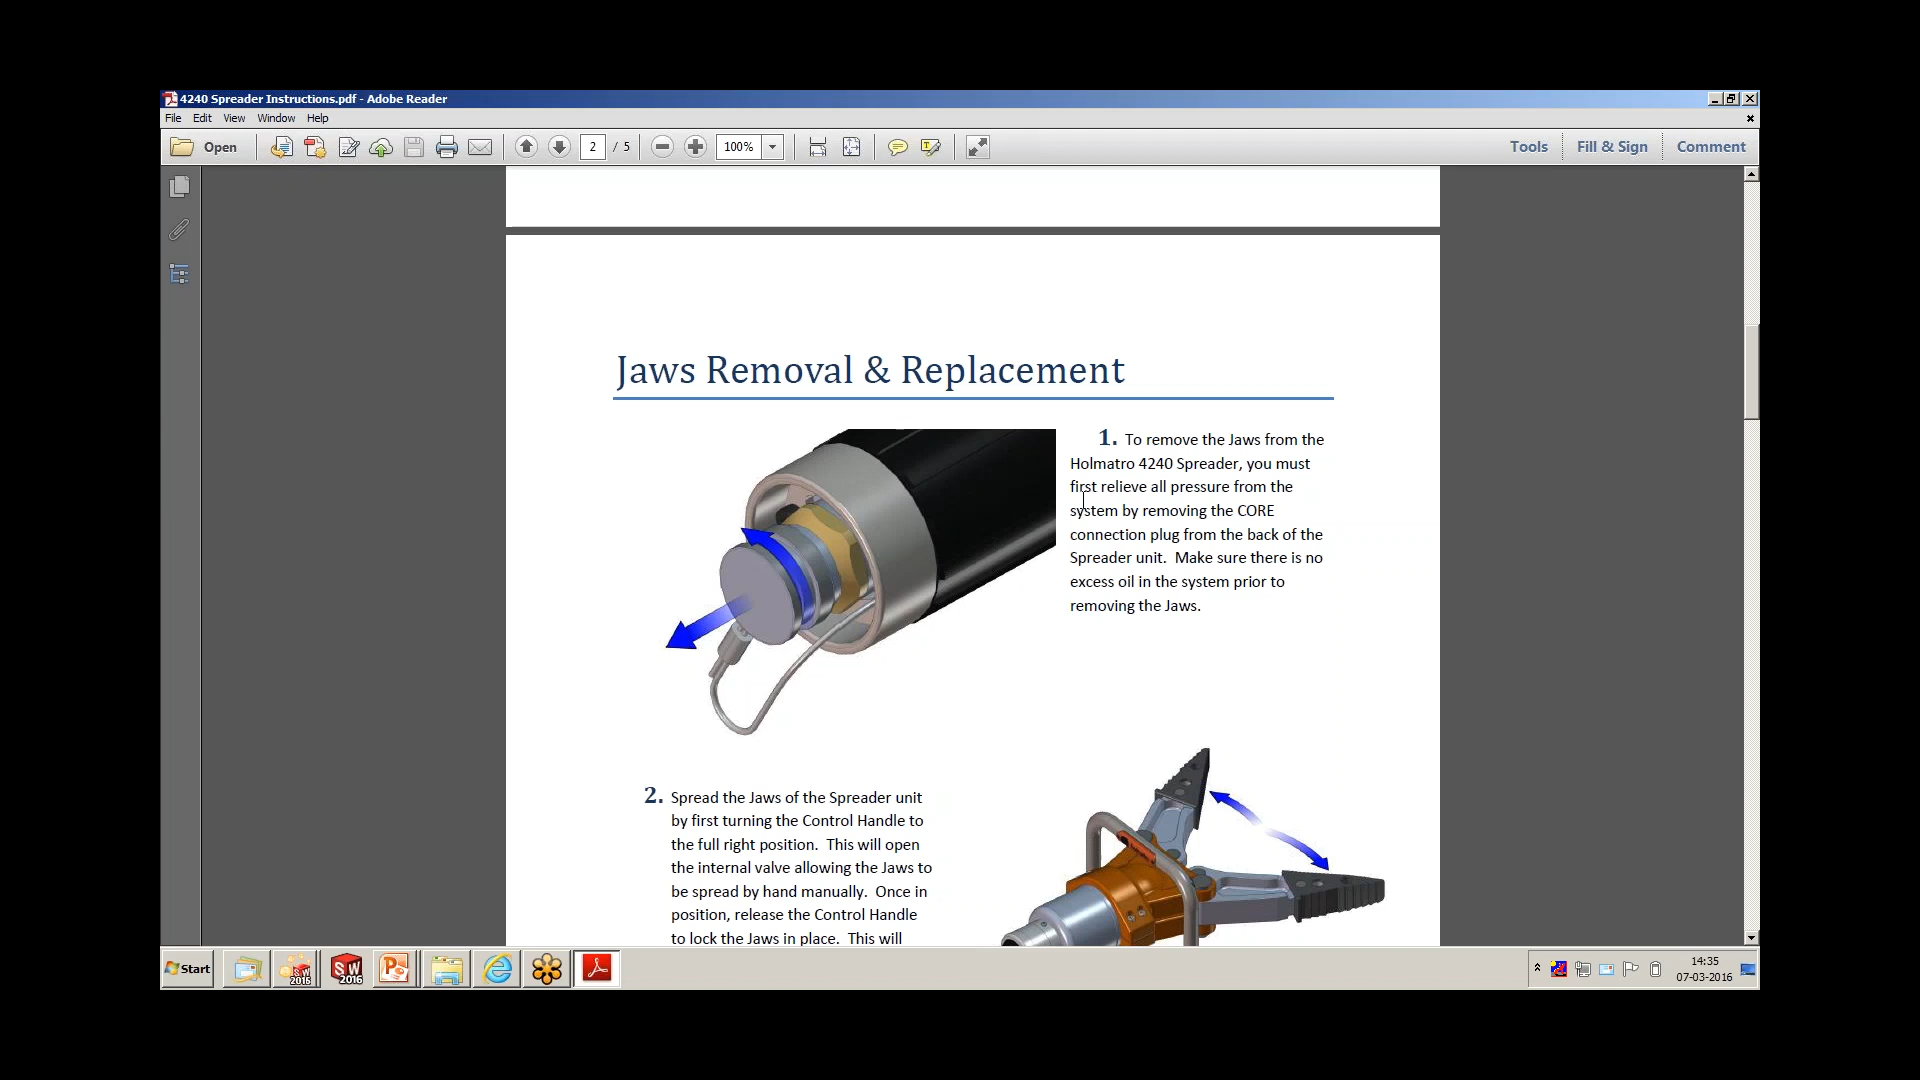 4240 Spreader Instructions.pdf - Adobe Reader
File Edit View Window Help
Open 2 / 5 100% Tools Fill & Sign Comment
Jaws Removal & Replacement
1. To remove the Jaws from the
Holmatro 4240 Spreader, you must
first relieve all pressure from the
system by removing the CORE
connection plug from the back of the
Spreader unit. Make sure there is no
excess oil in the system prior to
removing the Jaws.
2. Spread the Jaws of the Spreader unit
by first turning the Control Handle to
the full right position. This will open
the internal valve allowing the Jaws to
be spread by hand manually. Once in
position, release the Control Handle
to lock the Jaws in place. This will
Start
SW 2016
SW 2016
14:35
07-03-2016